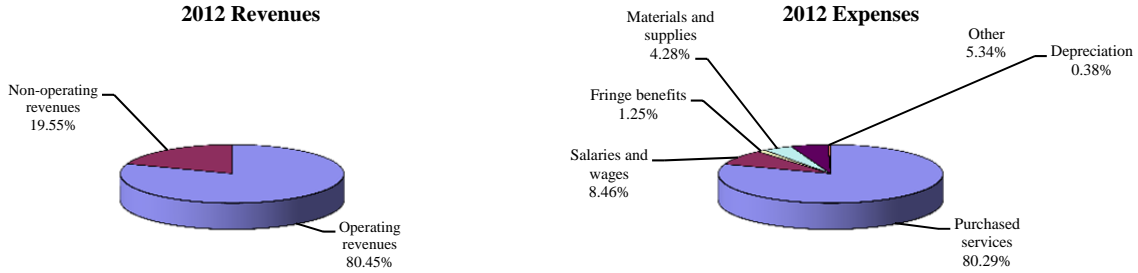 2012 Revenues
Non-operating
revenues
19.55%
Operating
revenues
80.45%
2012 Expenses
Materials and
supplies
4.28%
Other
5.34%
Depreciation
0.38%
Fringe benefits
1.25%
Salaries and
wages
8.46%
Purchased
services
80.29%